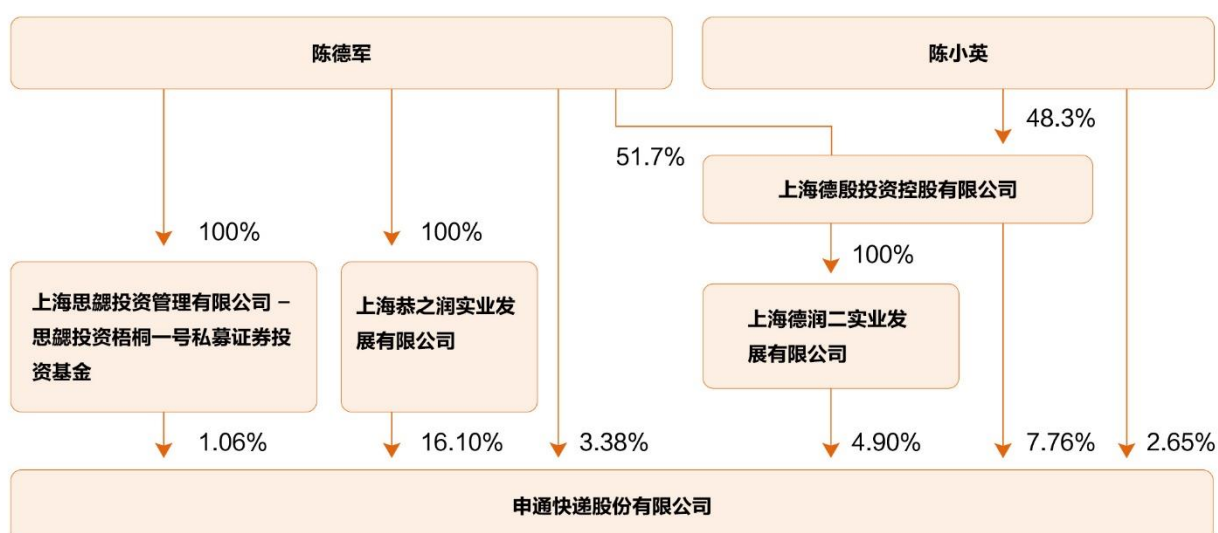 陈德军
陈小英
48.3%
51.7%
上海德殷投资控股有限公司
100%
100%
100%
上海思勰投资管理有限公司 –
思勰投资梧桐一号私募证券投
资基金
上海恭之润实业发
展有限公司
上海德润二实业发
展有限公司
1.06%
16.10%
3.38%
4.90%
7.76%
2.65%
申通快递股份有限公司